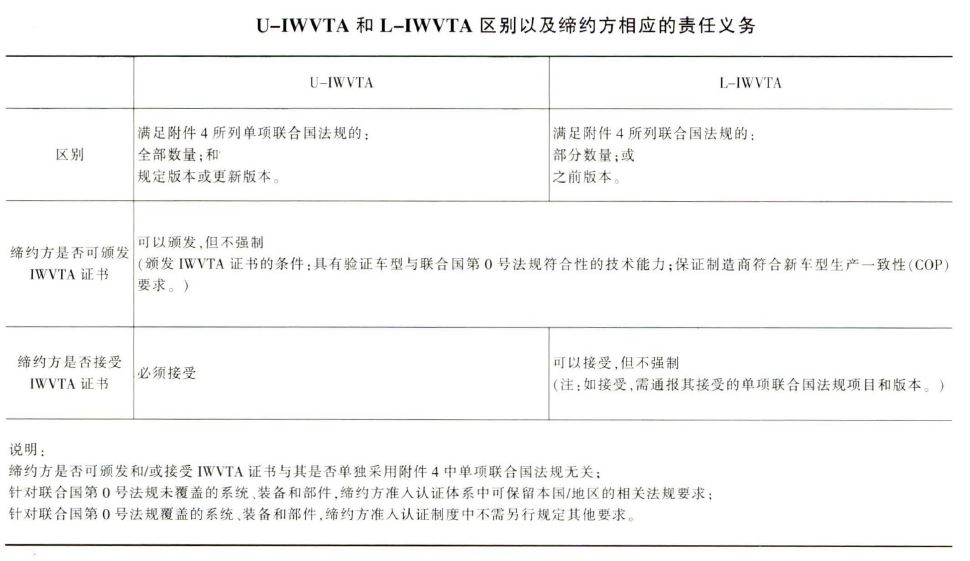 U-IWVTA 和 L-IWVTA 区别以及缔约方相应的责任义务
U-IWVTA
L-IWVTA
区别
满足附件 4 所列单项联合国法规的：
全部数量；和
规定版本或更新版本。
满足附件 4 所列联合国法规的：
部分数量；或
之前版本。
缔约方是否可颁发
IWVTA 证书
可以颁发，但不强制
(颁发 IWVTA 证书的条件：具有验证车型与联合国第 0 号法规符合性的技术能力；保证制造商符合新车型生产一致性(COP)
要求。)
缔约方是否接受
IWVTA 证书
必须接受
可以接受，但不强制
(注：如接受，需通报其接受的单项联合国法规项目和版本。)
说明：
缔约方是否可颁发和/或接受 IWVTA 证书与其是否单独采用附件 4 中单项联合国法规无关；
针对联合国第 0 号法规未覆盖的系统、装备和部件，缔约方准入认证体系中可保留本国/地区的相关法规要求；
针对联合国第 0 号法规覆盖的系统、装备和部件，缔约方准入认证制度中不需另行规定其他要求。